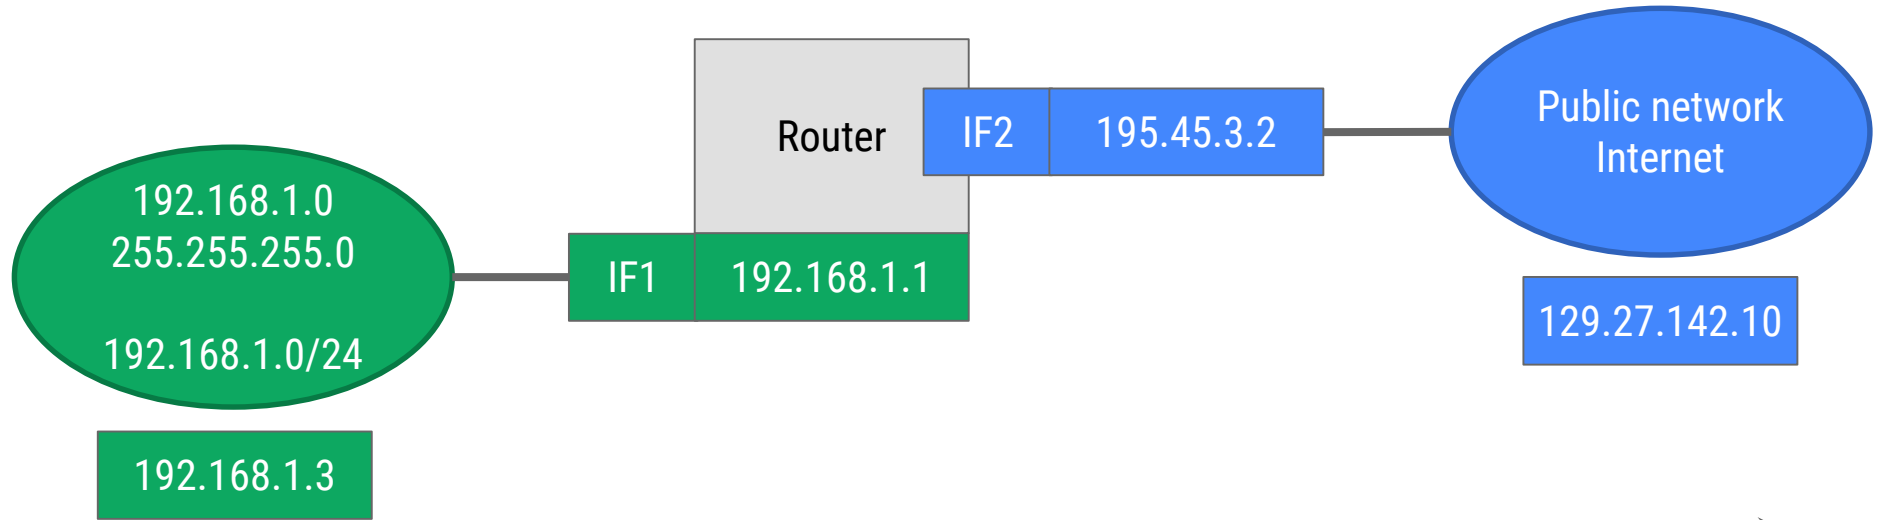 192.168.1.0
255.255.255.0
192.168.1.0/24
192.168.1.3
Router
IF1
192.168.1.1
IF2
195.45.3.2
Public network
Internet
129.27.142.10